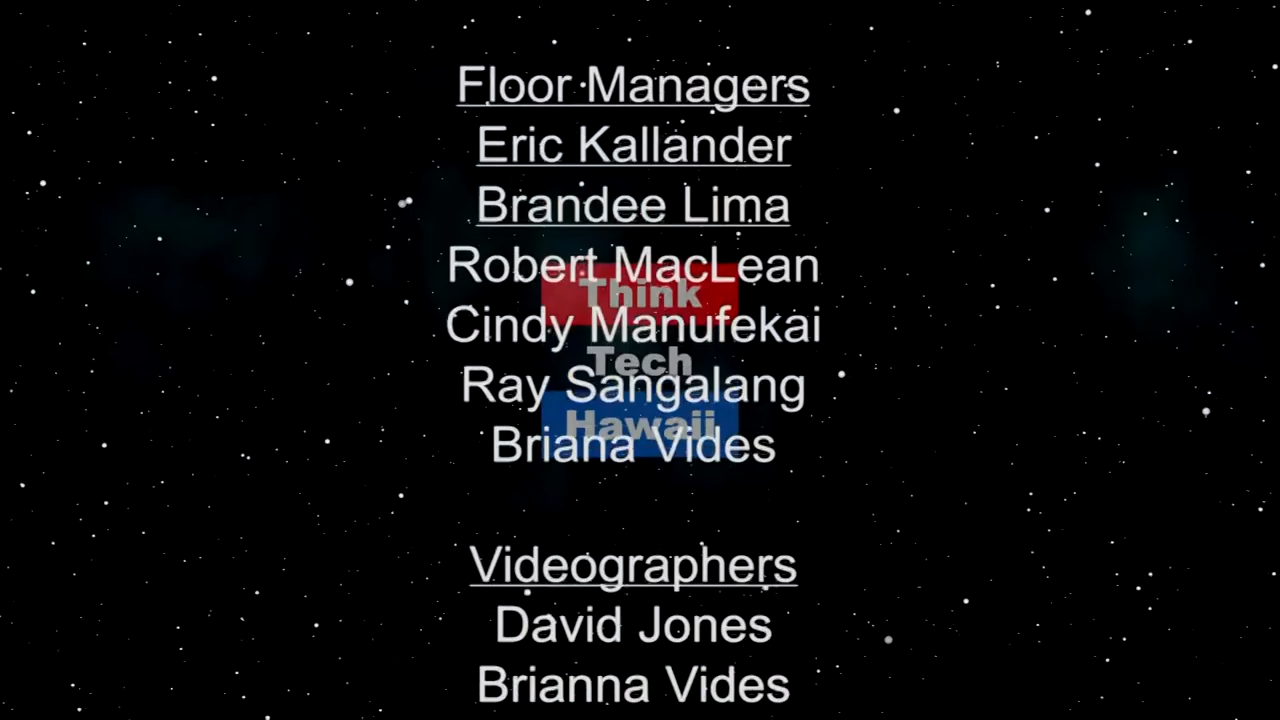 Floor Managers
Eric Kallander
Brandee Lima
Robert MacLean
Think
Cindy Manufekai
Tech
Ray Sangalang
Hawaii
Briana Vides
Videographers
David Jones
Brianna Vides